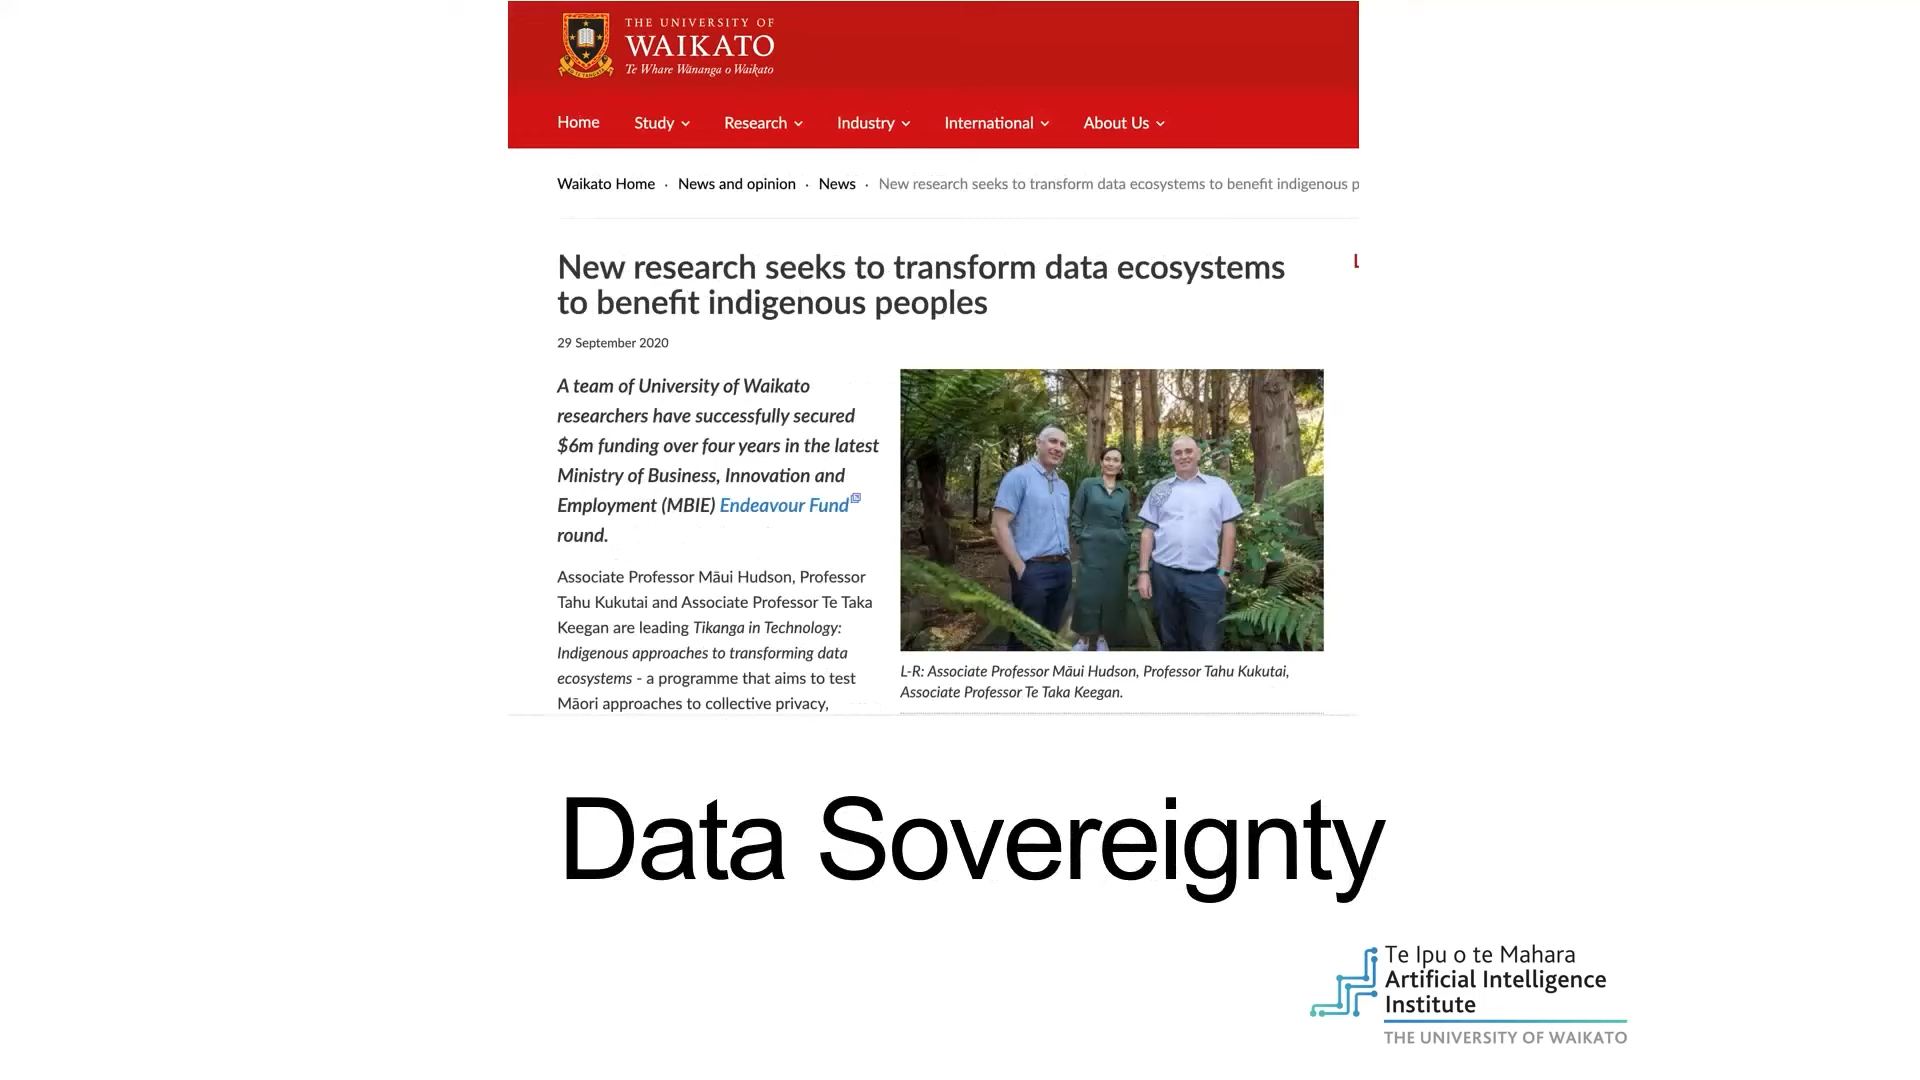 THE UNIVERSITY OF
WAIKATO
Te Whare Wānanga o Waikato
Home Study Research Industry International About Us
Waikato Home · News and opinion · News · New research seeks to transform data ecosystems to benefit indigenous p
New research seeks to transform data ecosystems
to benefit indigenous peoples
29 September 2020
A team of University of Waikato
researchers have successfully secured
$6m funding over four years in the latest
Ministry of Business, Innovation and
Employment (MBIE) Endeavour Fund
round.
Associate Professor Māui Hudson, Professor
Tahu Kukutai and Associate Professor Te Taka
Keegan are leading Tikanga in Technology:
Indigenous approaches to transforming data
ecosystems - a programme that aims to test
Māori approaches to collective privacy,
L-R: Associate Professor Māui Hudson, Professor Tahu Kukutai,
Associate Professor Te Taka Keegan.
Data Sovereignty
Te Ipu o te Mahara
Artificial Intelligence
Institute
THE UNIVERSITY OF WAIKATO